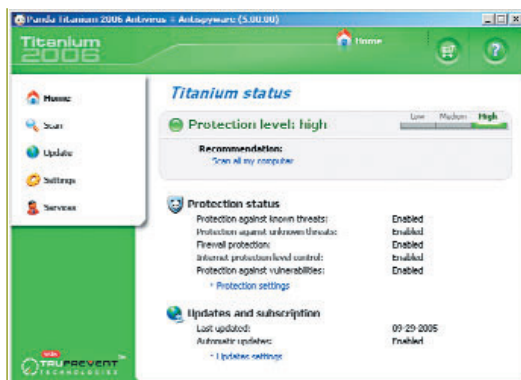 Panda Titanium 2006 Antivirus + Antispyware (5.00.00)
Titanium
2006
Home
?
Home
Scan
Update
Settings
Services
Titanium status
Protection level: high
Low Medium High
Recommendation:
Scan all my computer
Protection status
Protection against known threats: Enabled
Protection against unknown threats: Enabled
Firewall protection: Enabled
Internet protection level control: Enabled
Protection against vulnerabilities: Enabled
Protection settings
Updates and subscription
Last updated: 09-29-2005
Automatic updates: Enabled
Updates settings
with
TRUPREVENT
TECHNOLOGIES